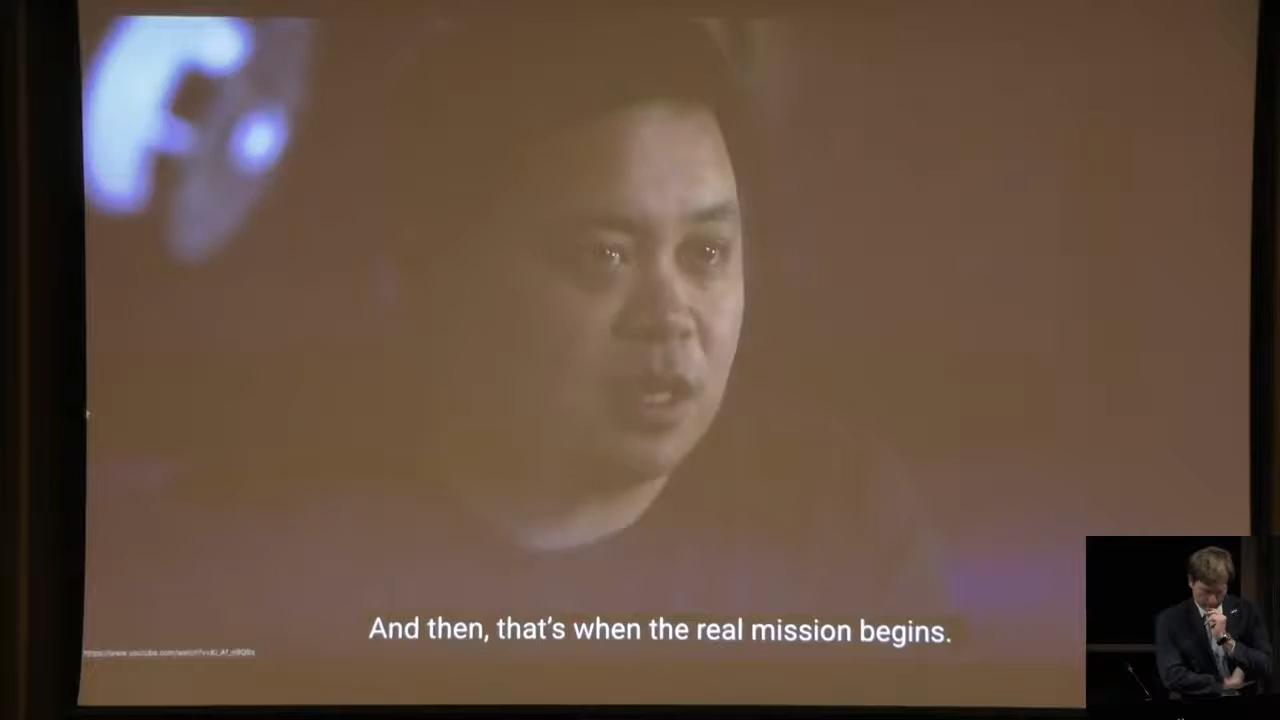 And then, that's when the real mission begins.